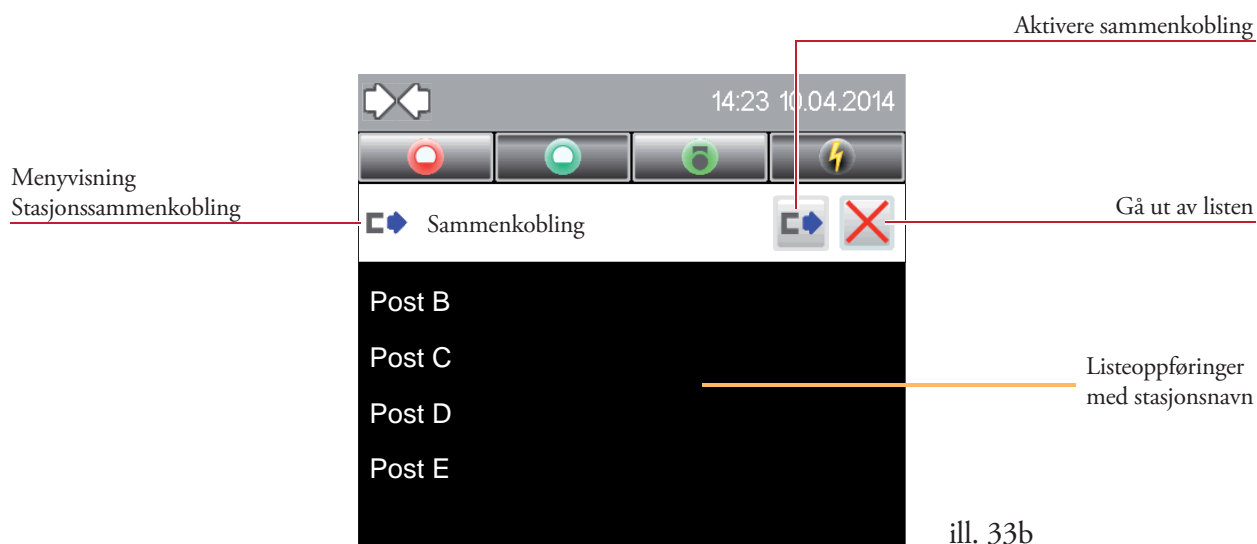 Aktivere sammenkobling
14:23 10.04.2014
Menyvisning
Stasjonssammenkobling
Sammenkobling
Gå ut av listen
Post B
Post C
Post D
Post E
Listeoppføringer
med stasjonsnavn
ill. 33b